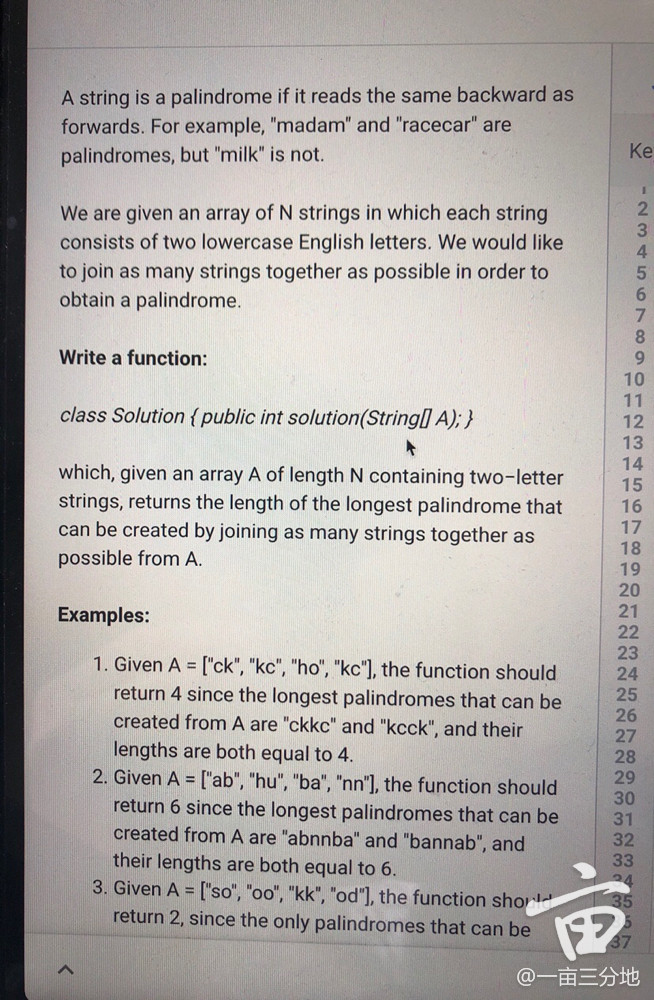 A string is a palindrome if it reads the same backward as
forwards. For example, "madam" and "racecar" are
palindromes, but "milk" is not.
We are given an array of N strings in which each string
consists of two lowercase English letters. We would like
to join as many strings together as possible in order to
obtain a palindrome.
Write a function:
class Solution { public int solution(String[] A); }
which, given an array A of length N containing two-letter
strings, returns the length of the longest palindrome that
can be created by joining as many strings together as
possible from A.
Examples:
1. Given A = ["ck", "kc", "ho", "kc"], the function should
return 4 since the longest palindromes that can be
created from A are "ckkc" and "kcck", and their
lengths are both equal to 4.
2. Given A = ["ab", "hu", "ba", "nn"], the function should
return 6 since the longest palindromes that can be
created from A are "abnnba" and "bannab", and
their lengths are both equal to 6.
3. Given A = ["so", "oo", "kk", "od"], the function should
return 2, since the only palindromes that can be
Ke
2
3
4
5
6
7
8
9
10
11
12
13
14
15
16
17
18
19
20
21
22
23
24
25
26
27
28
29
30
31
32
33
34
35
37
亩
@一亩三分地